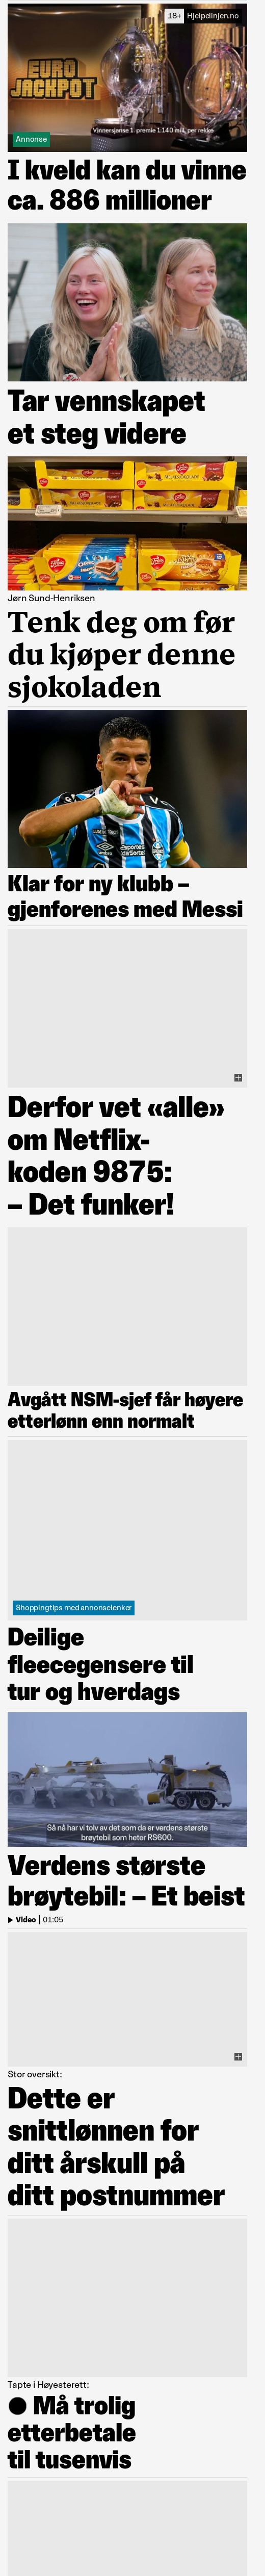 18+ Hjelpelinjen.no
EURO
JACKPOT
Vinnersjanse 1. premie 1:140 mill. per rekke
Annonse
I kveld kan du vinne
ca. 886 millioner
Tar vennskapet
et steg videre
Jørn Sund-Henriksen
Tenk deg om før
du kjøper denne
sjokoladen
Klar for ny klubb –
gjenforenes med Messi
Derfor vet «alle»
om Netflix-
koden 9875:
– Det funker!
Avgått NSM-sjef får høyere
etterlønn enn normalt
Shoppingtips med annonselenker
Deilige
fleecegensere til
tur og hverdags
Så nå har vi tolv av det som da er verdens største
brøytebil som heter RS600.
Verdens største
brøytebil: – Et beist
Video | 01:05
Stor oversikt:
Dette er
snittlønnen for
ditt årskull på
ditt postnummer
Tapte i Høyesterett:
● Må trolig
etterbetale
til tusenvis